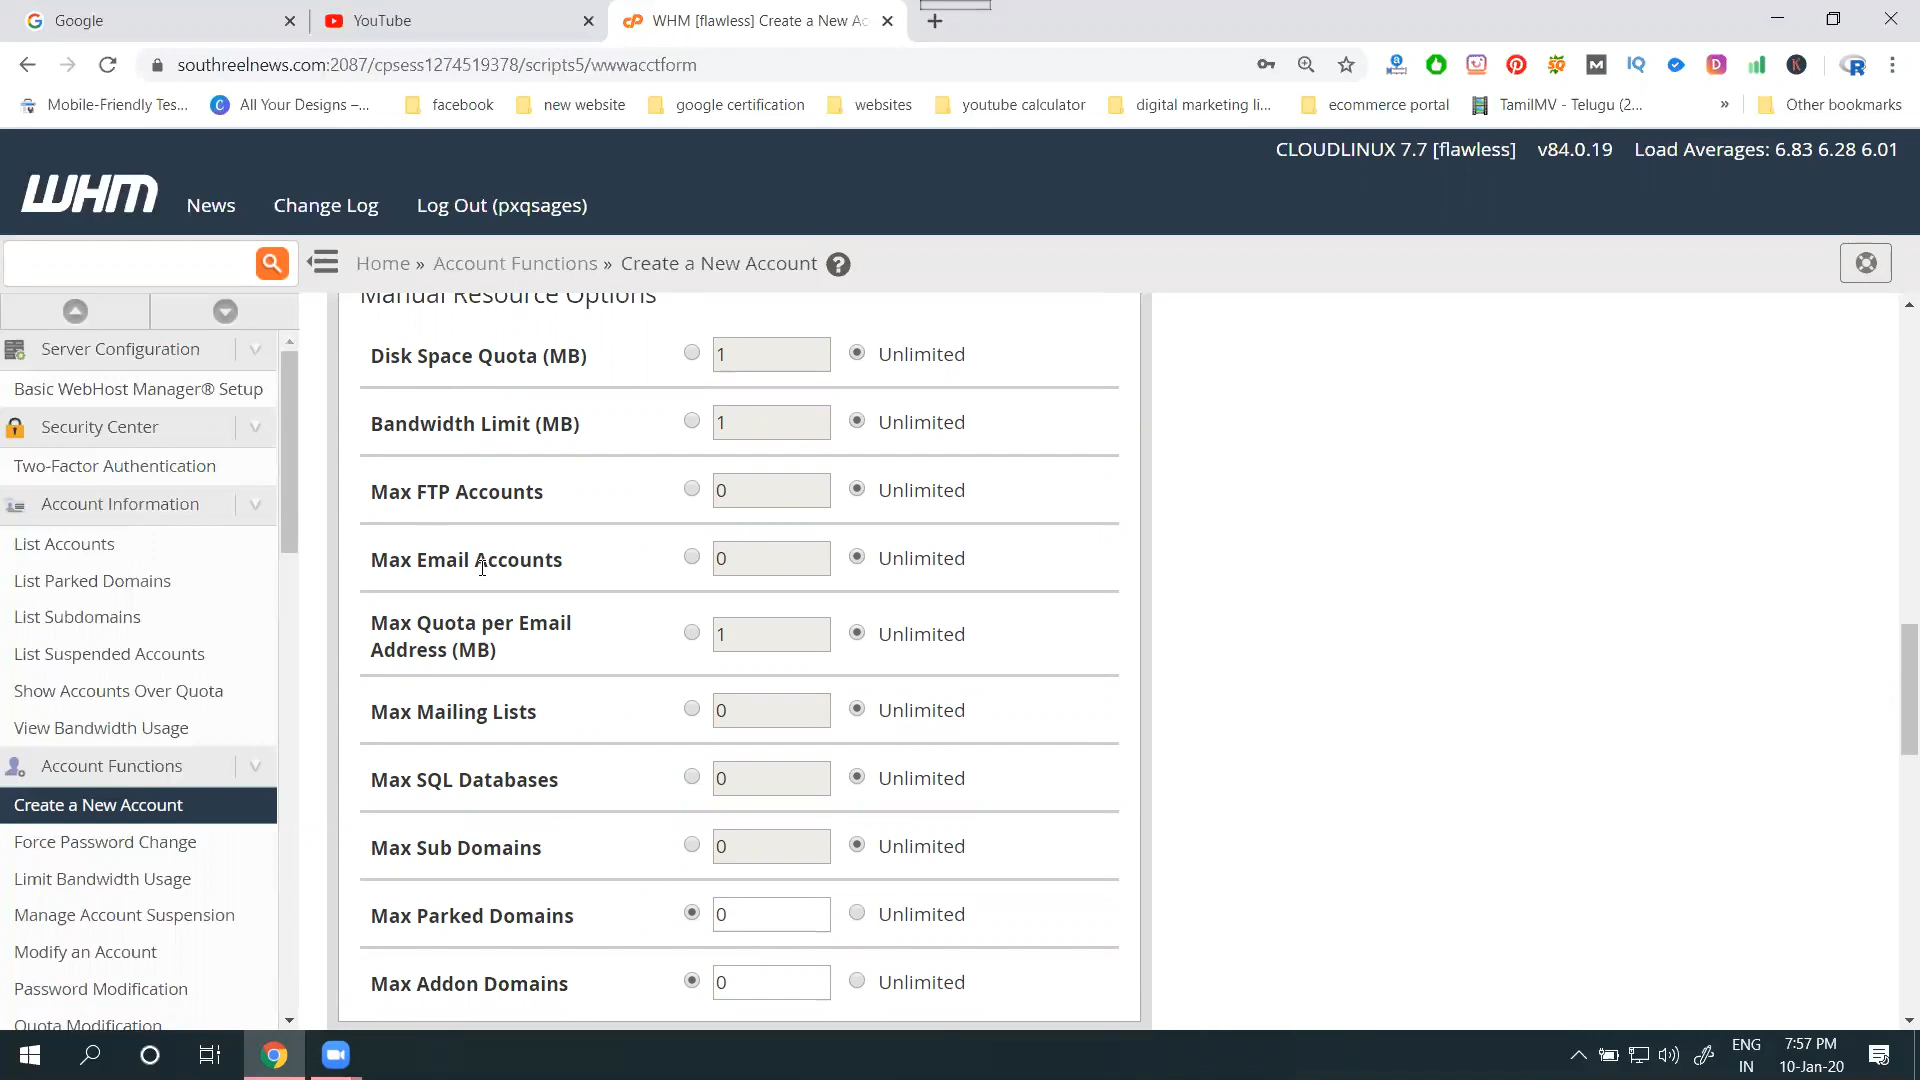 Google
YouTube
WHM [flawless] Create a New Ac
southreelnews.com:2087/cpsess1274519378/scripts5/wwwacctform
Mobile-Friendly Tes...
All Your Designs –...
facebook
new website
google certification
websites
youtube calculator
digital marketing li...
ecommerce portal
TamilMV - Telugu (2...
»
Other bookmarks
CLOUDLINUX 7.7 [flawless] v84.0.19 Load Averages: 6.83 6.28 6.01
WHM
News
Change Log
Log Out (pxqsages)
Home » Account Functions » Create a New Account
Server Configuration
Basic WebHost Manager® Setup
Security Center
Two-Factor Authentication
Account Information
List Accounts
List Parked Domains
List Subdomains
List Suspended Accounts
Show Accounts Over Quota
View Bandwidth Usage
Account Functions
Create a New Account
Force Password Change
Limit Bandwidth Usage
Manage Account Suspension
Modify an Account
Password Modification
Quota Modification
Manual Resource Options
Disk Space Quota (MB) 1 Unlimited
Bandwidth Limit (MB) 1 Unlimited
Max FTP Accounts 0 Unlimited
Max Email Accounts 0 Unlimited
Max Quota per Email
Address (MB) 1 Unlimited
Max Mailing Lists 0 Unlimited
Max SQL Databases 0 Unlimited
Max Sub Domains 0 Unlimited
Max Parked Domains 0 Unlimited
Max Addon Domains 0 Unlimited
ENG
IN
7:57 PM
10-Jan-20